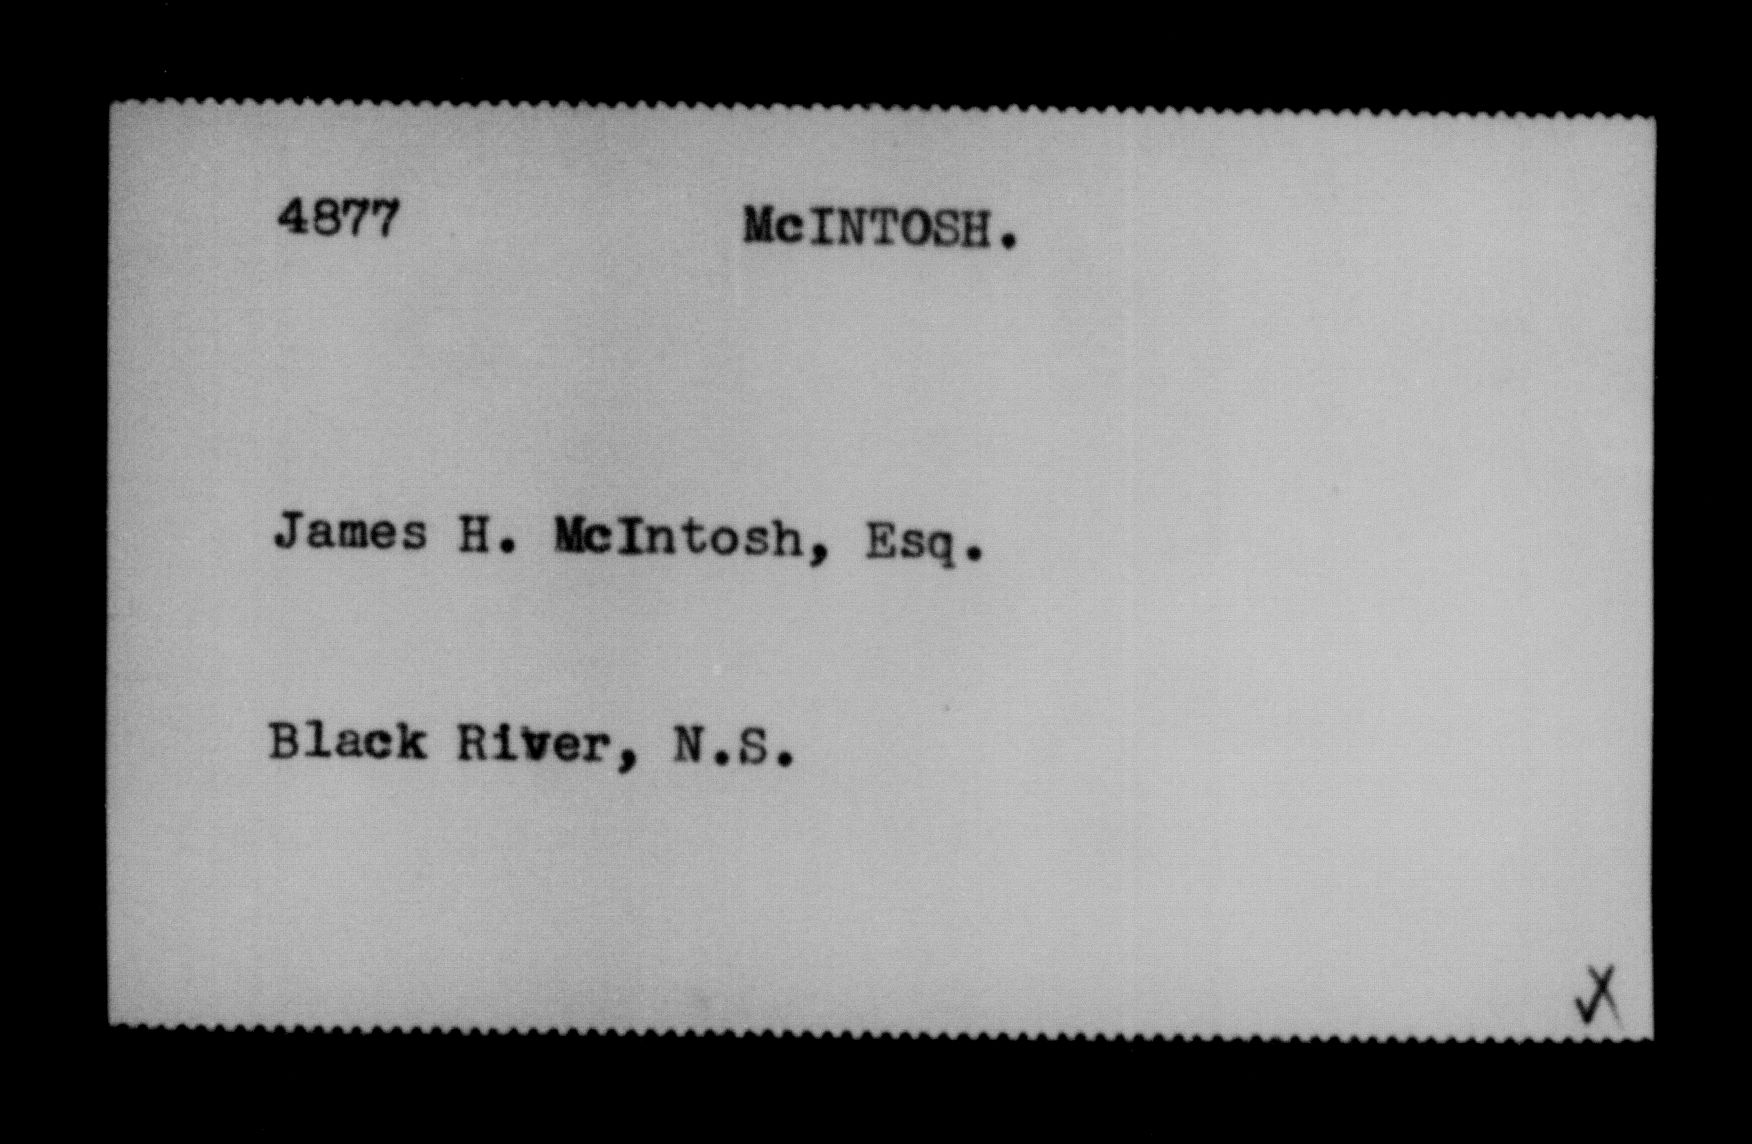 4877 McINTOSH.
James H. McIntosh, Esq.
Black River, N.S.